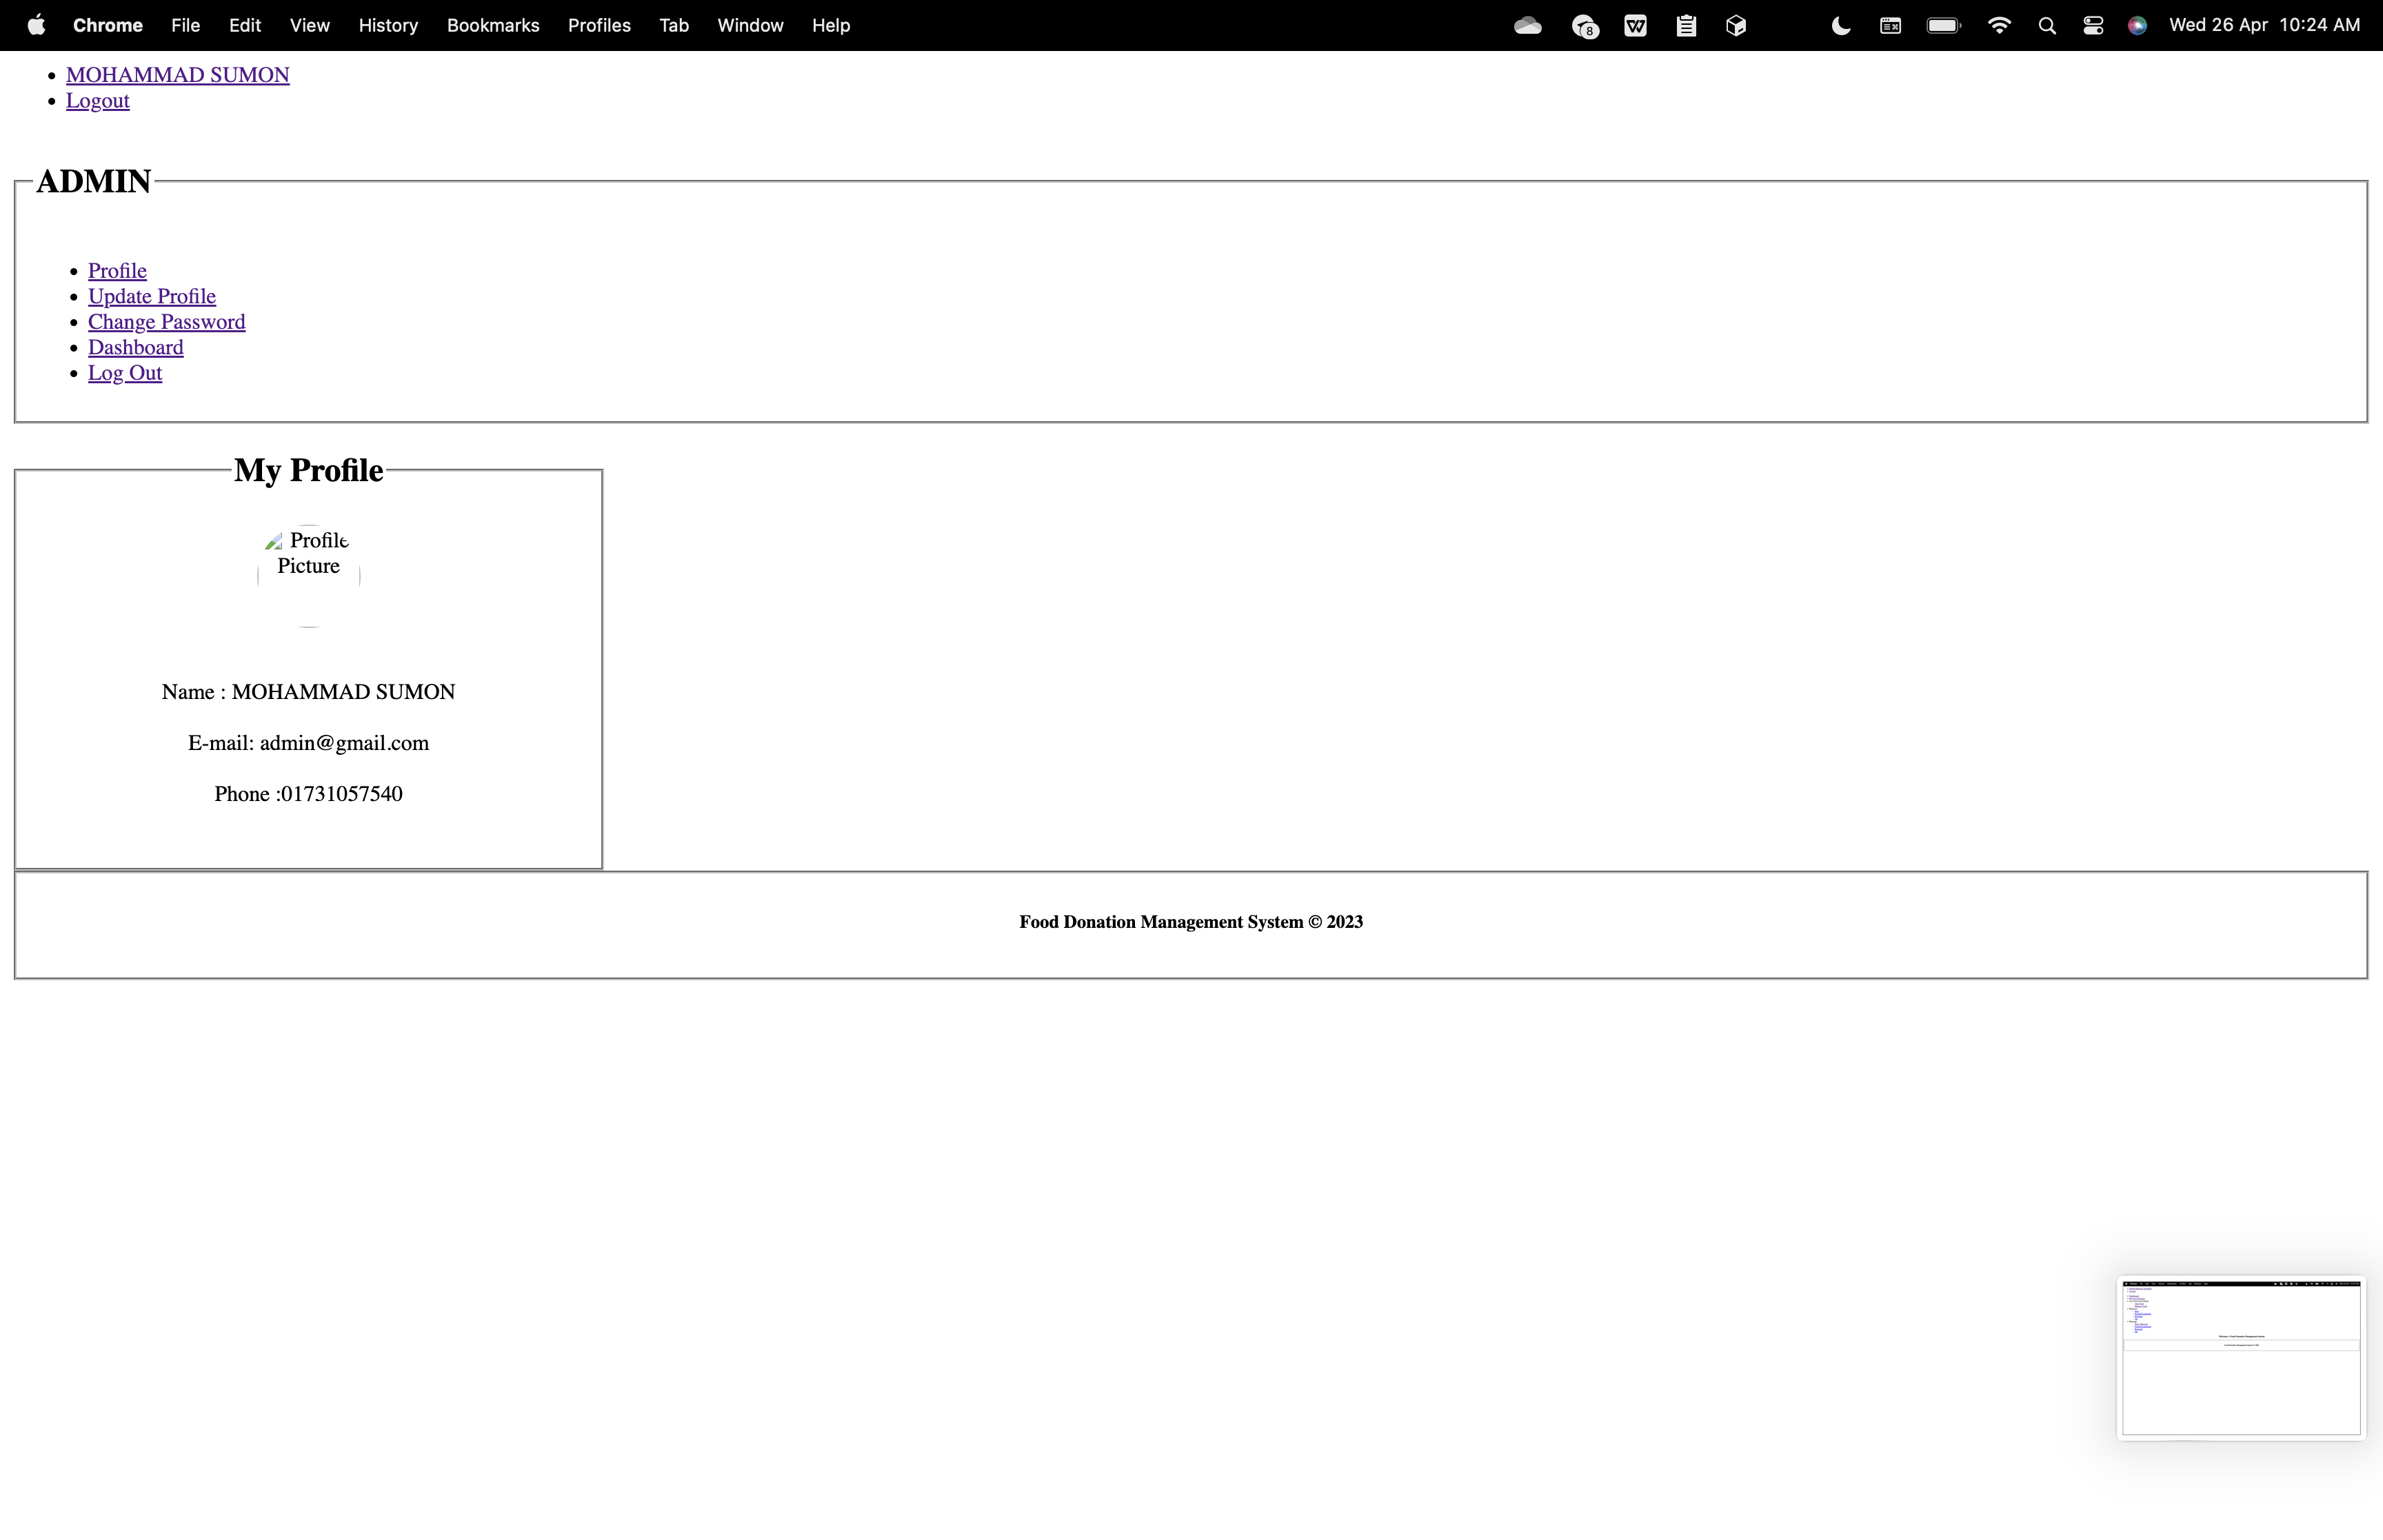 Chrome File Edit View History Bookmarks Profiles Tab Window Help 8 W Wed 26 Apr 10:24 AM
MOHAMMAD SUMON
Logout
ADMIN
Profile
Update Profile
Change Password
Dashboard
Log Out
My Profile
Profile
Picture
Name : MOHAMMAD SUMON
E-mail: admin@gmail.com
Phone :01731057540
Food Donation Management System © 2023